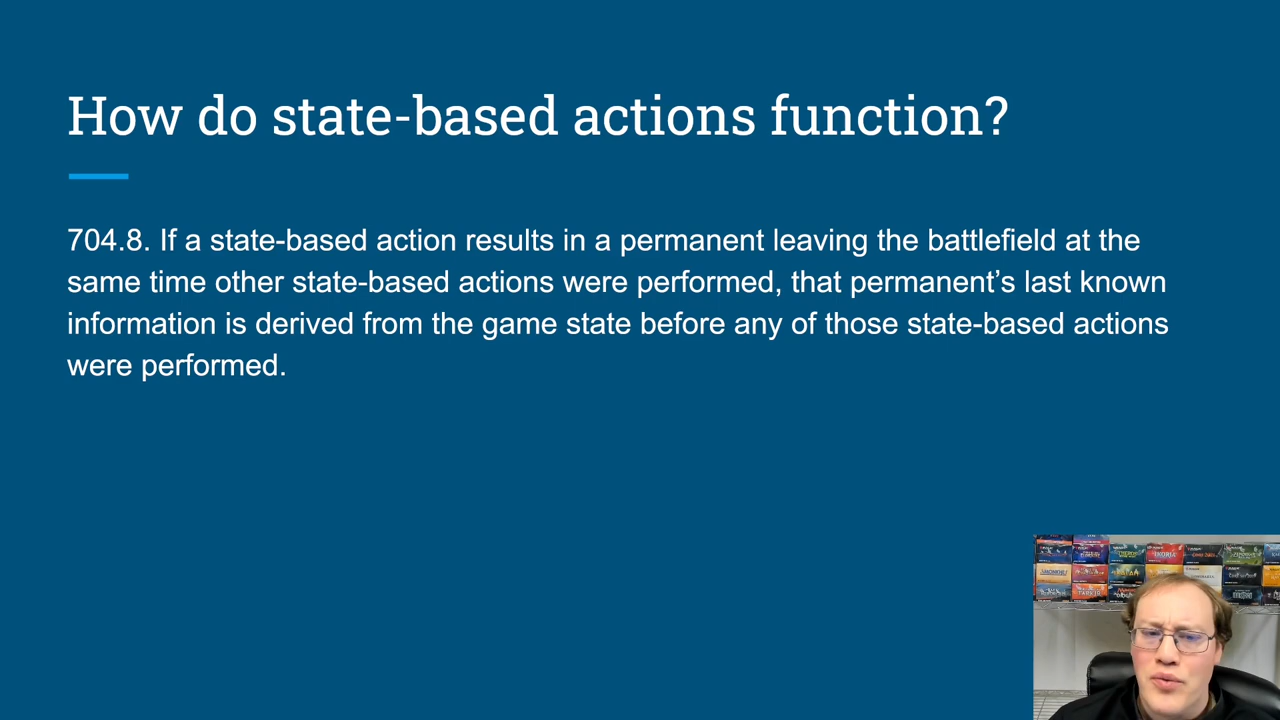 How do state-based actions function?
704.8. If a state-based action results in a permanent leaving the battlefield at the
same time other state-based actions were performed, that permanent’s last known
information is derived from the game state before any of those state-based actions
were performed.
IKORIA